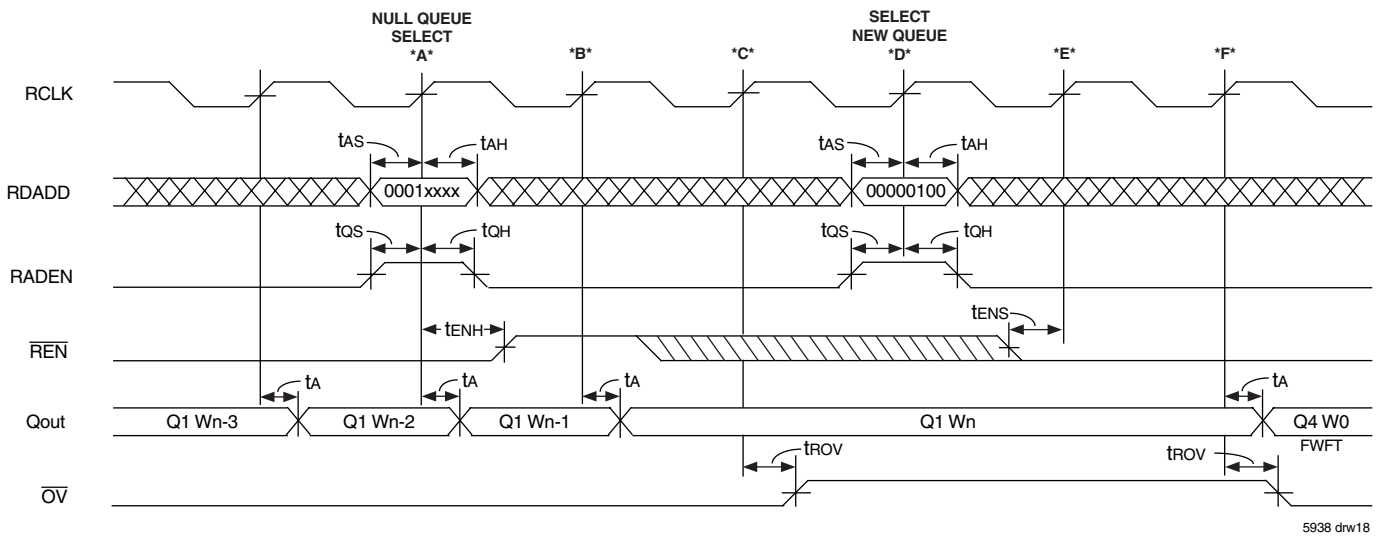 NULL QUEUE
SELECT
*A*
*B*
*C*
SELECT
NEW QUEUE
*D*
*E*
*F*
RCLK
tAS
tAH
tAS
tAH
RDADD
0001xxxx
00000100
tQS
tQH
tQS
tQH
RADEN
tENH
tENS
REN
tA
tA
tA
tA
Qout
Q1 Wn-3
Q1 Wn-2
Q1 Wn-1
Q1 Wn
Q4 W0
FWFT
tROV
tROV
OV
5938 drw18